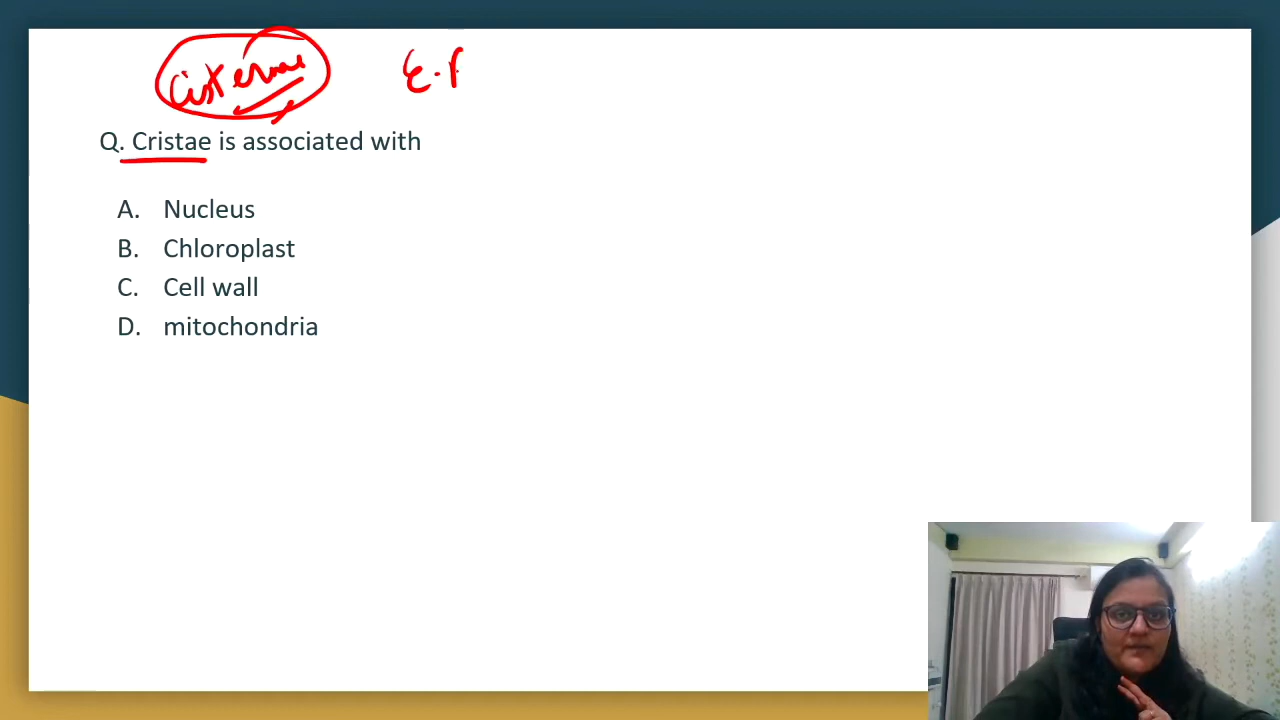 Cisternae E.R
Q. Cristae is associated with
A. Nucleus
B. Chloroplast
C. Cell wall
D. mitochondria